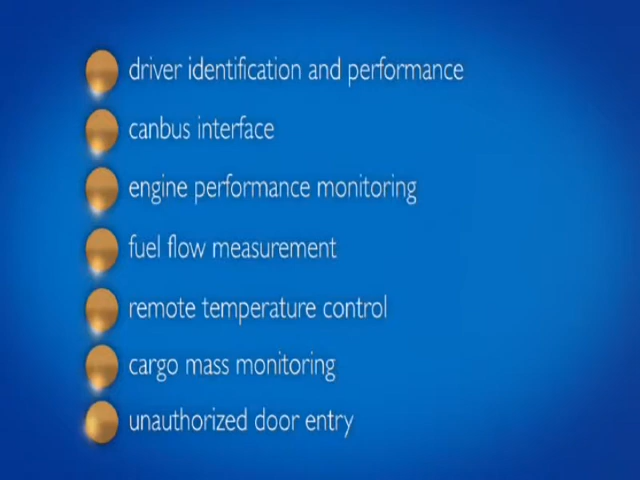 driver identification and performance
canbus interface
engine performance monitoring
fuel flow measurement
remote temperature control
cargo mass monitoring
unauthorized door entry